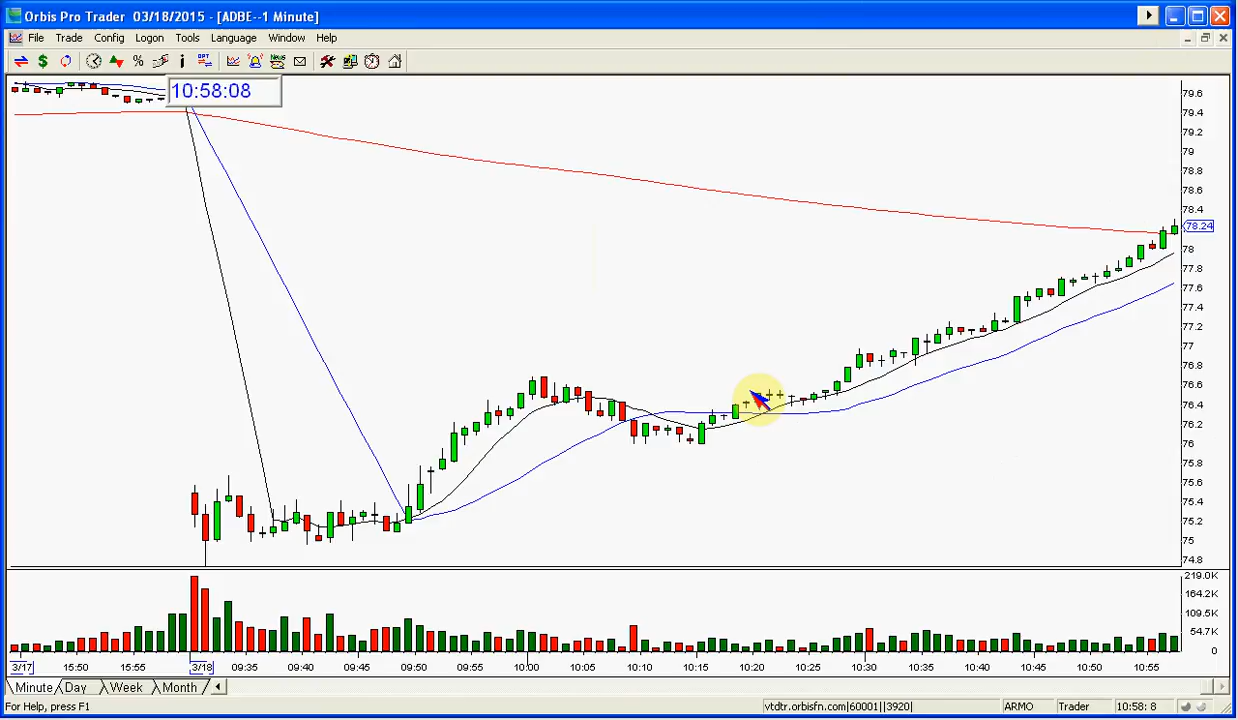 Orbis Pro Trader 03/18/2015 - [ADBE--1 Minute]
File Trade Config Logon Tools Language Window Help
$ % i OPT News
10:58:08
79.6
79.4
79.2
79
78.8
78.6
78.4
78.24
78
77.8
77.6
77.4
77.2
77
76.8
76.6
76.4
76.2
76
75.8
75.6
75.4
75.2
75
74.8
219.0K
164.2K
109.5K
54.7K
0
3/17 15:50 15:55 3/18 09:35 09:40 09:45 09:50 09:55 10:00 10:05 10:10 10:15 10:20 10:25 10:30 10:35 10:40 10:45 10:50 10:55
Minute Day Week Month
For Help, press F1 vtdtr.orbisfn.com|60001||3920| ARMO Trader 10:58: 8